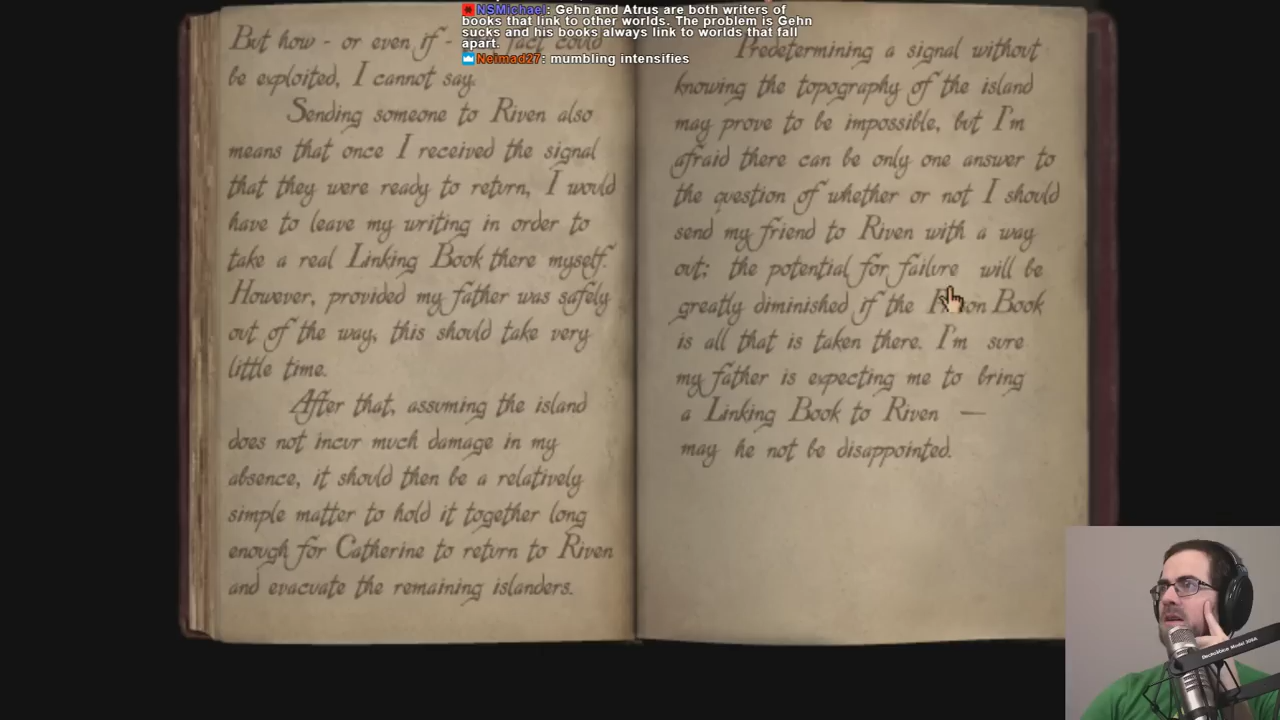 NSMichael: Gehn and Atrus are both writers of
books that link to other worlds. The problem is Gehn
sucks and his books always link to worlds that fall
apart.
Neimad27: mumbling intensifies
But how - or even if - fact could
be exploited, I cannot say.
Sending someone to Riven also
means that once I received the signal
that they were ready to return, I would
have to leave my writing in order to
take a real Linking Book there myself.
However, provided my father was safely
out of the way, this should take very
little time.
After that, assuming the island
does not incur much damage in my
absence, it should then be a relatively
simple matter to hold it together long
enough for Catherine to return to Riven
and evacuate the remaining islanders.
Predetermining a signal without
knowing the topography of the island
may prove to be impossible, but I'm
afraid there can be only one answer to
the question of whether or not I should
send my friend to Riven with a way
out; the potential for failure will be
greatly diminished if the Book
is all that is taken there. I'm sure
my father is expecting me to bring
a Linking Book to Riven —
may he not be disappointed.